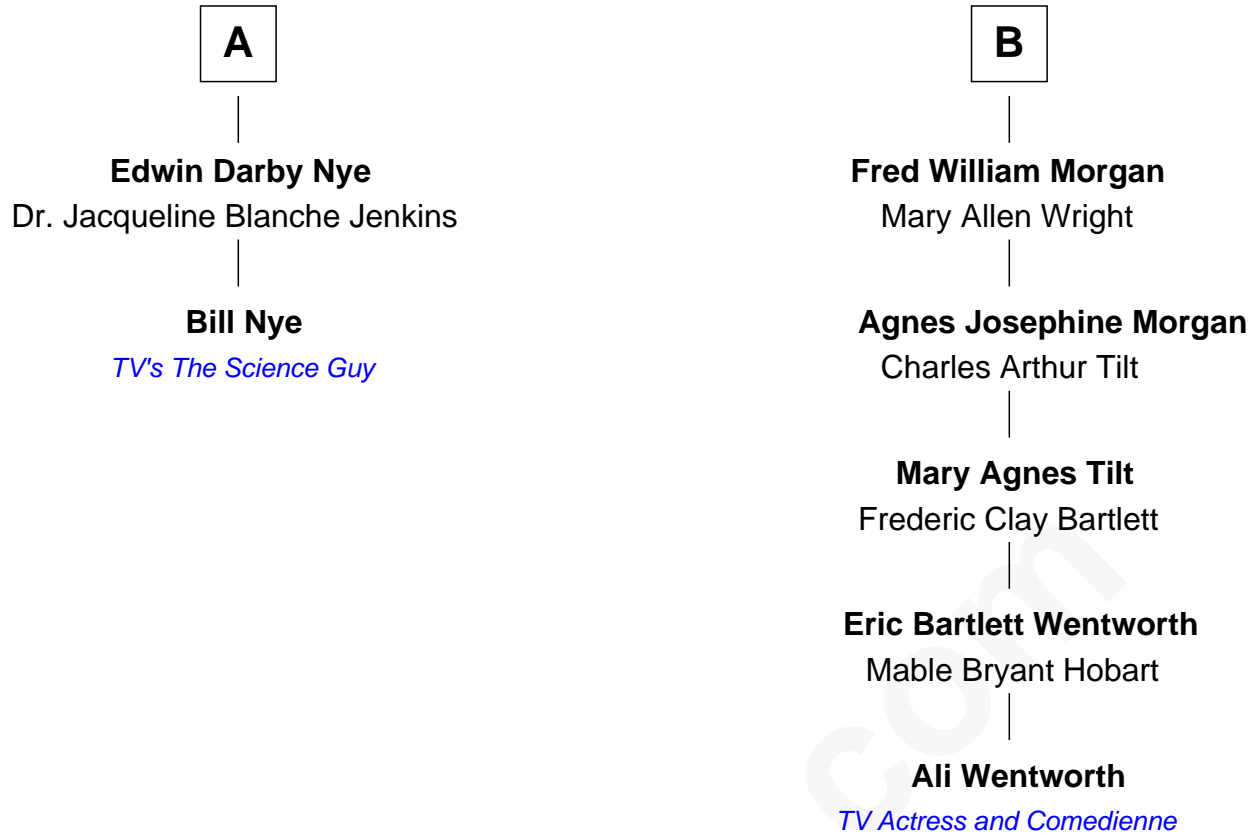 A
Edwin Darby Nye
Dr. Jacqueline Blanche Jenkins
Bill Nye
TV's The Science Guy
B
Fred William Morgan
Mary Allen Wright
Agnes Josephine Morgan
Charles Arthur Tilt
Mary Agnes Tilt
Frederic Clay Bartlett
Eric Bartlett Wentworth
Mable Bryant Hobart
Ali Wentworth
TV Actress and Comedienne
com